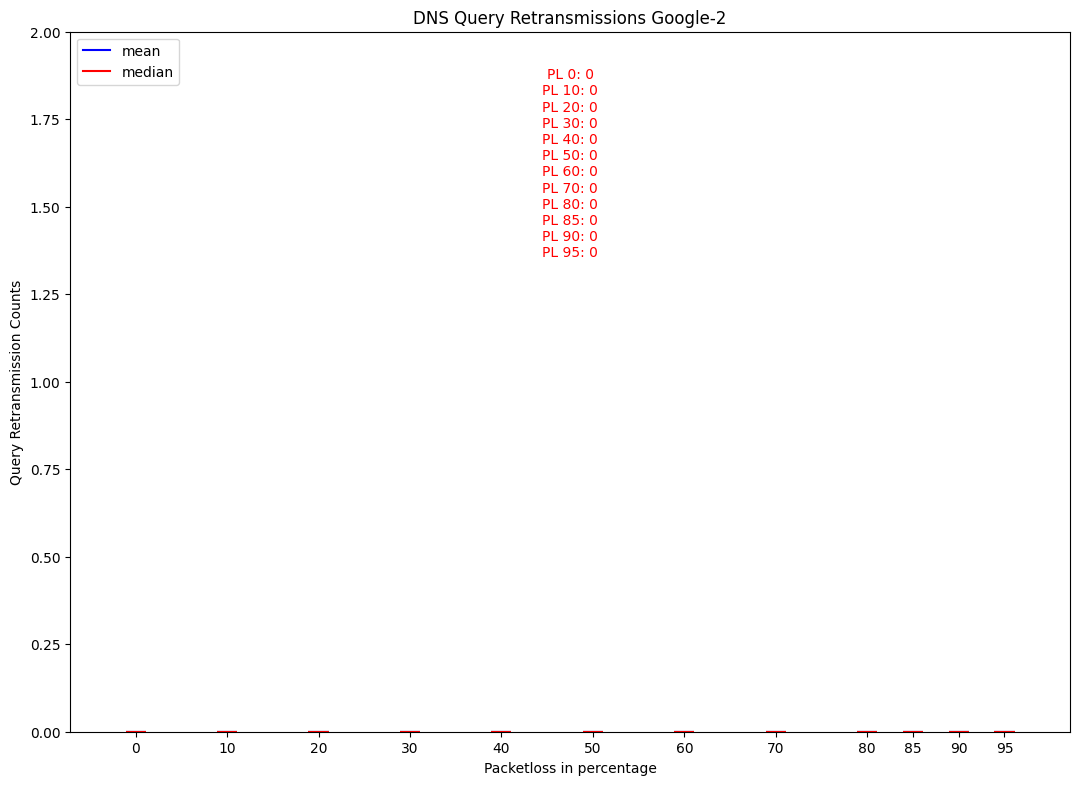 DNS Query Retransmissions Google-2
mean
median
PL 0: 0
PL 10: 0
PL 20: 0
PL 30: 0
PL 40: 0
PL 50: 0
PL 60: 0
PL 70: 0
PL 80: 0
PL 85: 0
PL 90: 0
PL 95: 0
2.00
1.75
1.50
1.25
1.00
0.75
0.50
0.25
0.00
Query Retransmission Counts
0 10 20 30 40 50 60 70 80 85 90 95
Packetloss in percentage